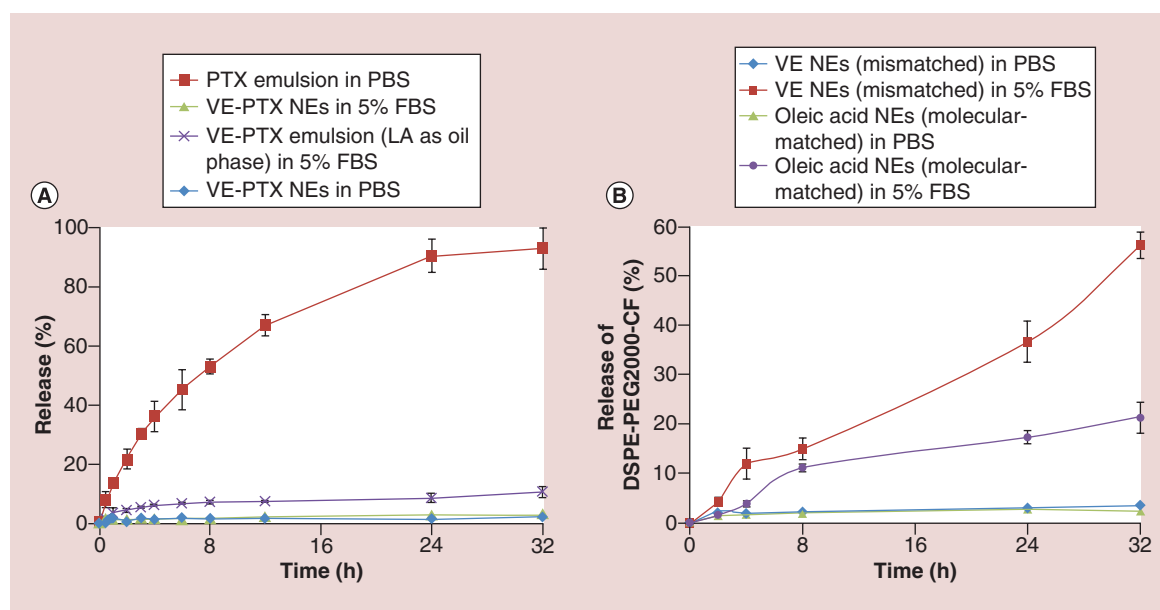 PTX emulsion in PBS
VE-PTX NEs in 5% FBS
VE-PTX emulsion (LA as oil
phase) in 5% FBS
VE-PTX NEs in PBS
A
100
80
60
40
20
0
Release (%)
0 8 16 24 32
Time (h)
VE NEs (mismatched) in PBS
VE NEs (mismatched) in 5% FBS
Oleic acid NEs (molecular-
matched) in PBS
Oleic acid NEs (molecular-
matched) in 5% FBS
B
60
50
40
30
20
10
0
Release of
DSPE-PEG2000-CF (%)
0 8 16 24 32
Time (h)